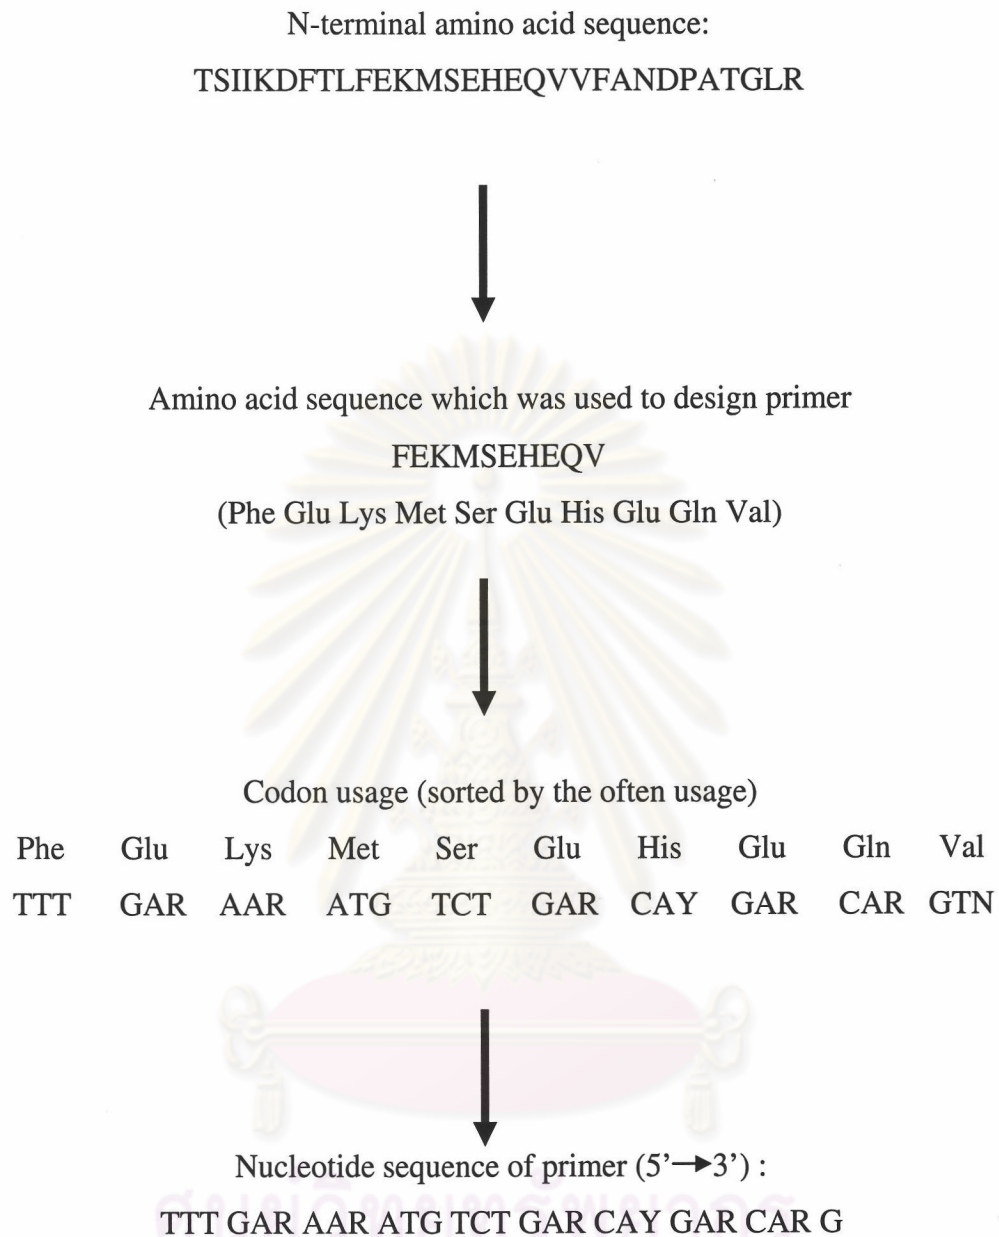 N-terminal amino acid sequence:
TSIIKDFTLFEKMSEHEQVVFANDPATGLR
Amino acid sequence which was used to design primer
FEKMSEHEQV
(Phe Glu Lys Met Ser Glu His Glu Gln Val)
Codon usage (sorted by the often usage)
Phe Glu Lys Met Ser Glu His Glu Gln Val
TTT GAR AAR ATG TCT GAR CAY GAR CAR GTN
Nucleotide sequence of primer (5’→3’) :
TTT GAR AAR ATG TCT GAR CAY GAR CAR G